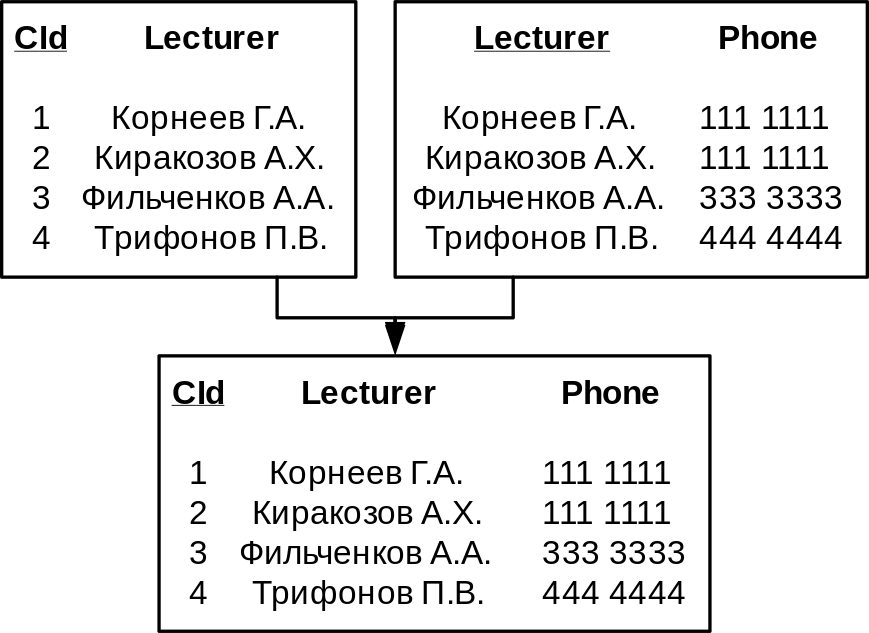 CId Lecturer
1 Корнеев Г.А.
2 Киракозов А.Х.
3 Фильченков А.А.
4 Трифонов П.В.
Lecturer Phone
Корнеев Г.А. 111 1111
Киракозов А.Х. 111 1111
Фильченков А.А. 333 3333
Трифонов П.В. 444 4444
CId Lecturer Phone
1 Корнеев Г.А. 111 1111
2 Киракозов А.Х. 111 1111
3 Фильченков А.А. 333 3333
4 Трифонов П.В. 444 4444